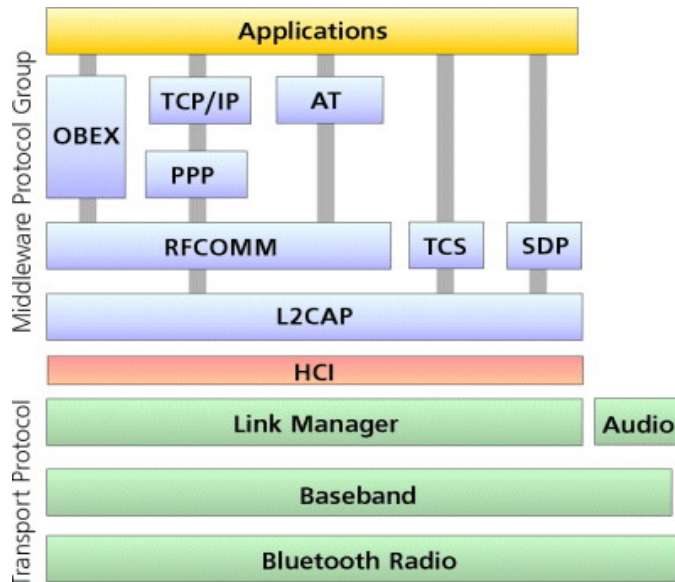 Applications
Middleware Protocol Group
OBEX
TCP/IP
AT
PPP
RFCOMM
TCS
SDP
L2CAP
HCI
Transport Protocol
Link Manager
Audio
Baseband
Bluetooth Radio